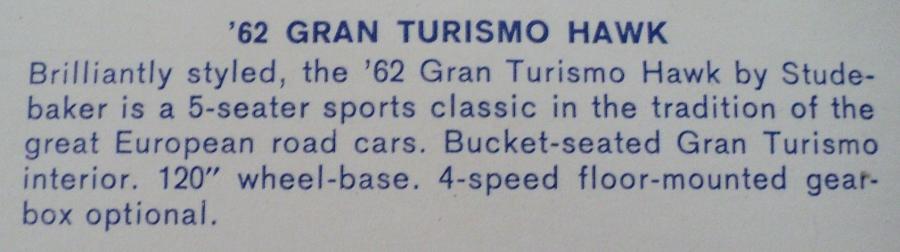 ’62 GRAN TURISMO HAWK
Brilliantly styled, the ’62 Gran Turismo Hawk by Stude-
baker is a 5-seater sports classic in the tradition of the
great European road cars. Bucket-seated Gran Turismo
interior. 120” wheel-base. 4-speed floor-mounted gear-
box optional.